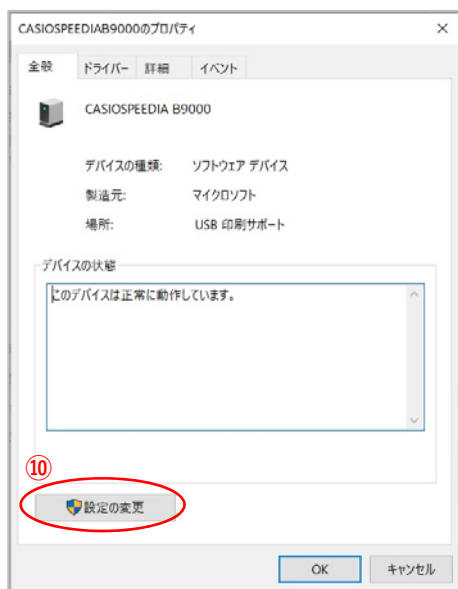 CASIOSPEEDIAB9000のプロパティ
全般 ドライバー 詳細 イベント
CASIOSPEEDIA B9000
デバイスの種類: ソフトウェア デバイス
製造元: マイクロソフト
場所: USB 印刷サポート
デバイスの状態
このデバイスは正常に動作しています。
⑩
設定の変更
OK キャンセル